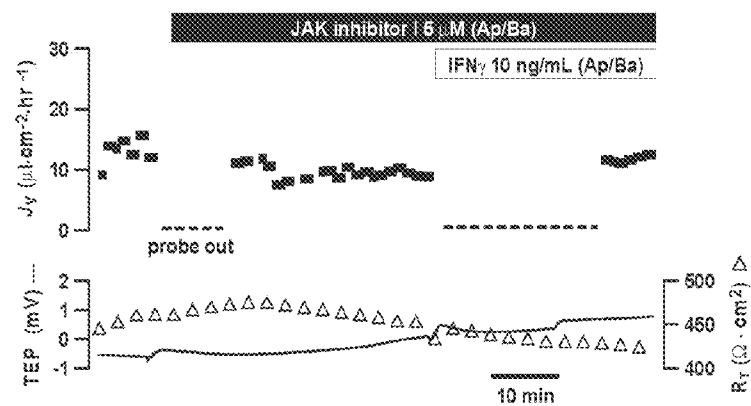 JAK inhibitor I 5 µM (Ap/Ba)
IFNγ 10 ng/mL (Ap/Ba)
30
20
10
0
Jv (µl·cm-2·hr-1)
probe out
2
1
0
-1
TEP (mV) ----
500
450
400
RT (Ω · cm2) △
10 min